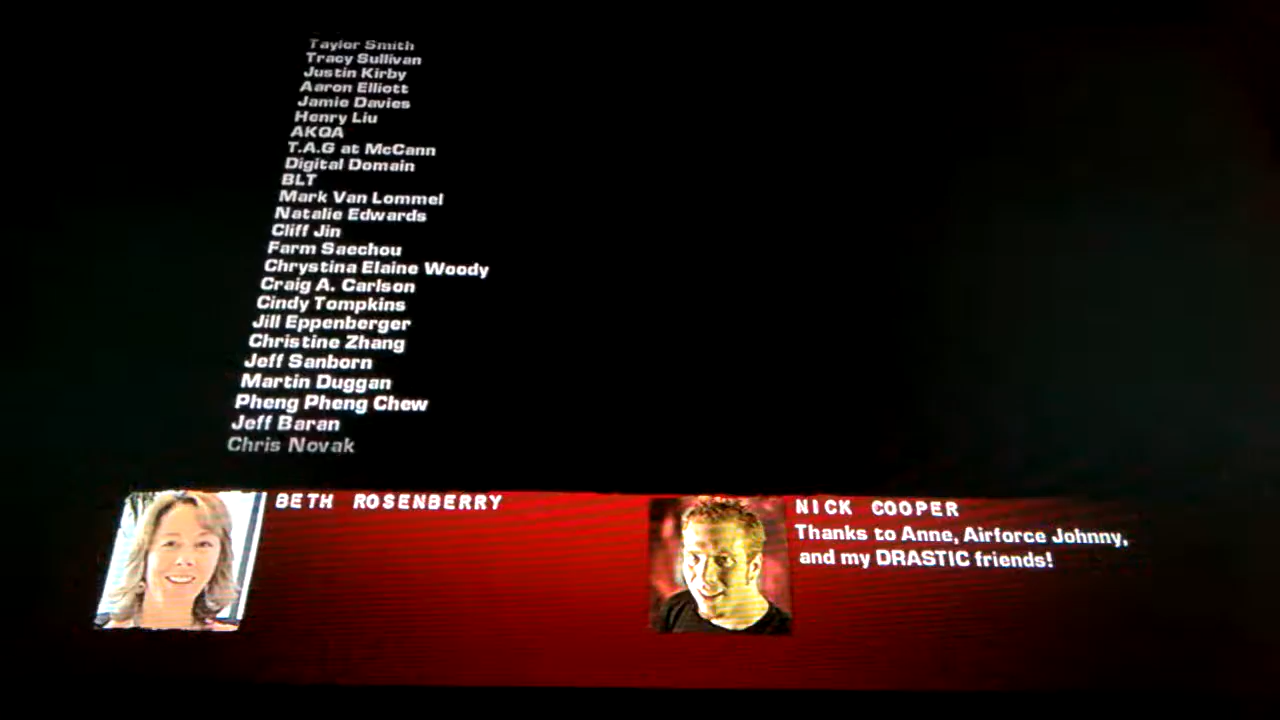 Taylor Smith
Tracy Sullivan
Justin Kirby
Aaron Elliott
Jamie Davies
Henry Liu
AKQA
T.A.G at McCann
Digital Domain
BLT
Mark Van Lommel
Natalie Edwards
Cliff Jin
Farm Saechou
Chrystina Elaine Woody
Craig A. Carlson
Cindy Tompkins
Jill Eppenberger
Christine Zhang
Jeff Sanborn
Martin Duggan
Pheng Pheng Chew
Jeff Baran
Chris Novak
BETH ROSENBERRY
NICK COOPER
Thanks to Anne, Airforce Johnny,
and my DRASTIC friends!